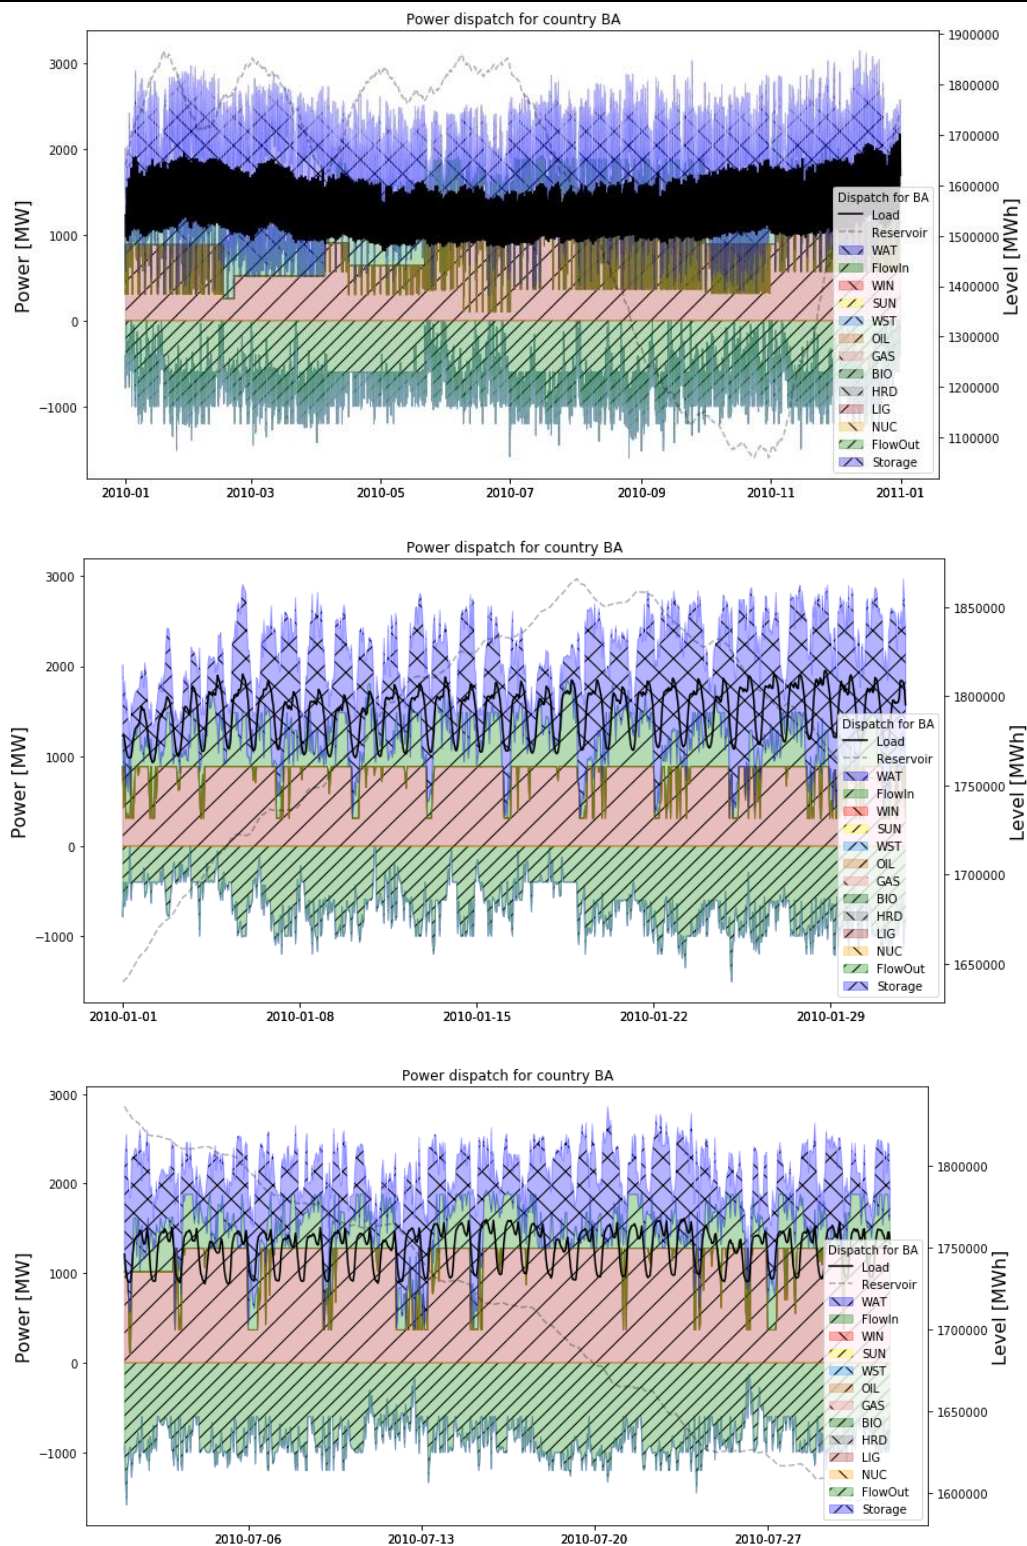 Power dispatch for country BA
Power [MW]
3000
2000
1000
0
−1000
1900000
1800000
1700000
1600000
1500000
1400000
1300000
1200000
1100000
Level [MWh]
Dispatch for BA
Load
Reservoir
WAT
FlowIn
WIN
SUN
WST
OIL
GAS
BIO
HRD
LIG
NUC
FlowOut
Storage
2010-01 2010-03 2010-05 2010-07 2010-09 2010-11 2011-01
Power dispatch for country BA
Power [MW]
3000
2000
1000
0
−1000
1850000
1800000
1750000
1700000
1650000
Level [MWh]
Dispatch for BA
Load
Reservoir
WAT
FlowIn
WIN
SUN
WST
OIL
GAS
BIO
HRD
LIG
NUC
FlowOut
Storage
2010-01-01 2010-01-08 2010-01-15 2010-01-22 2010-01-29
Power dispatch for country BA
Power [MW]
3000
2000
1000
0
−1000
1800000
1750000
1700000
1650000
1600000
Level [MWh]
Dispatch for BA
Load
Reservoir
WAT
FlowIn
WIN
SUN
WST
OIL
GAS
BIO
HRD
LIG
NUC
FlowOut
Storage
2010-07-06 2010-07-13 2010-07-20 2010-07-27